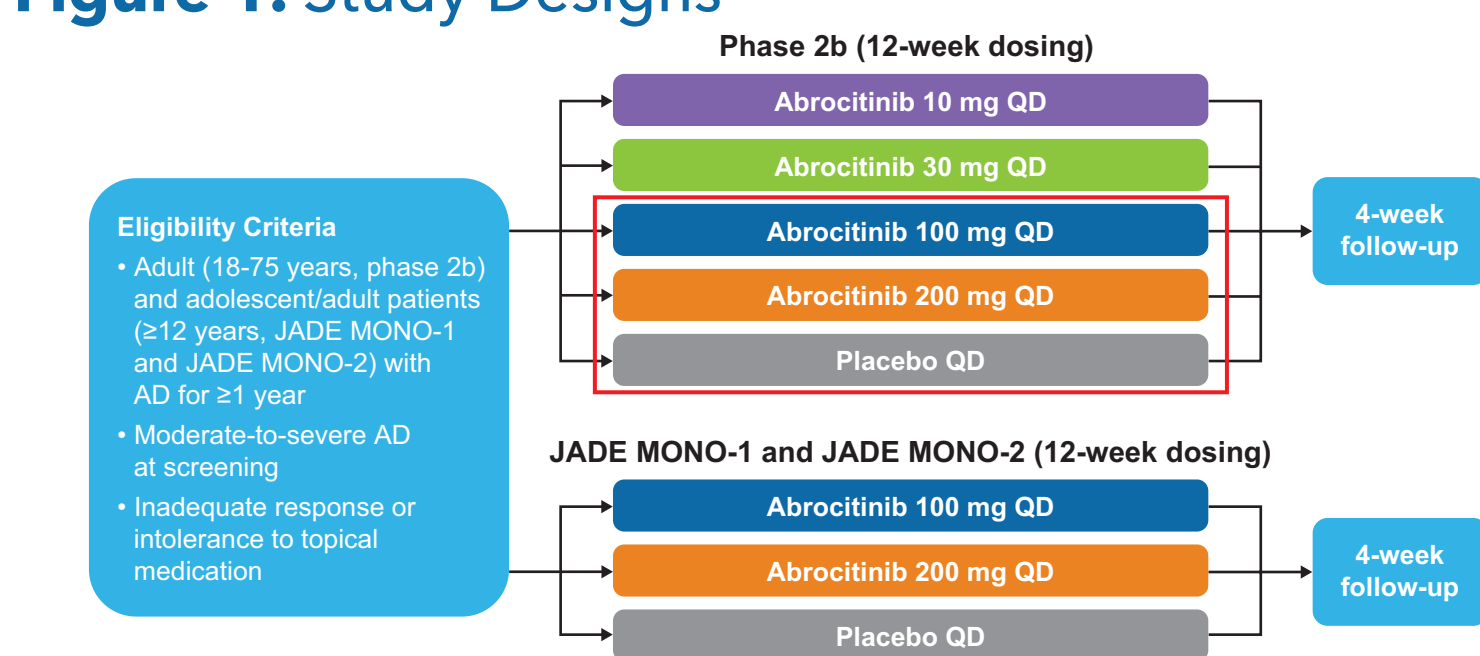 Figure 1. Study Designs
Phase 2b (12-week dosing)
Eligibility Criteria
• Adult (18-75 years, phase 2b)
and adolescent/adult patients
(≥12 years, JADE MONO-1
and JADE MONO-2) with
AD for ≥1 year
• Moderate-to-severe AD
at screening
• Inadequate response or
intolerance to topical
medication
Abrocitinib 10 mg QD
Abrocitinib 30 mg QD
Abrocitinib 100 mg QD
Abrocitinib 200 mg QD
Placebo QD
4-week
follow-up
JADE MONO-1 and JADE MONO-2 (12-week dosing)
Abrocitinib 100 mg QD
Abrocitinib 200 mg QD
Placebo QD
4-week
follow-up